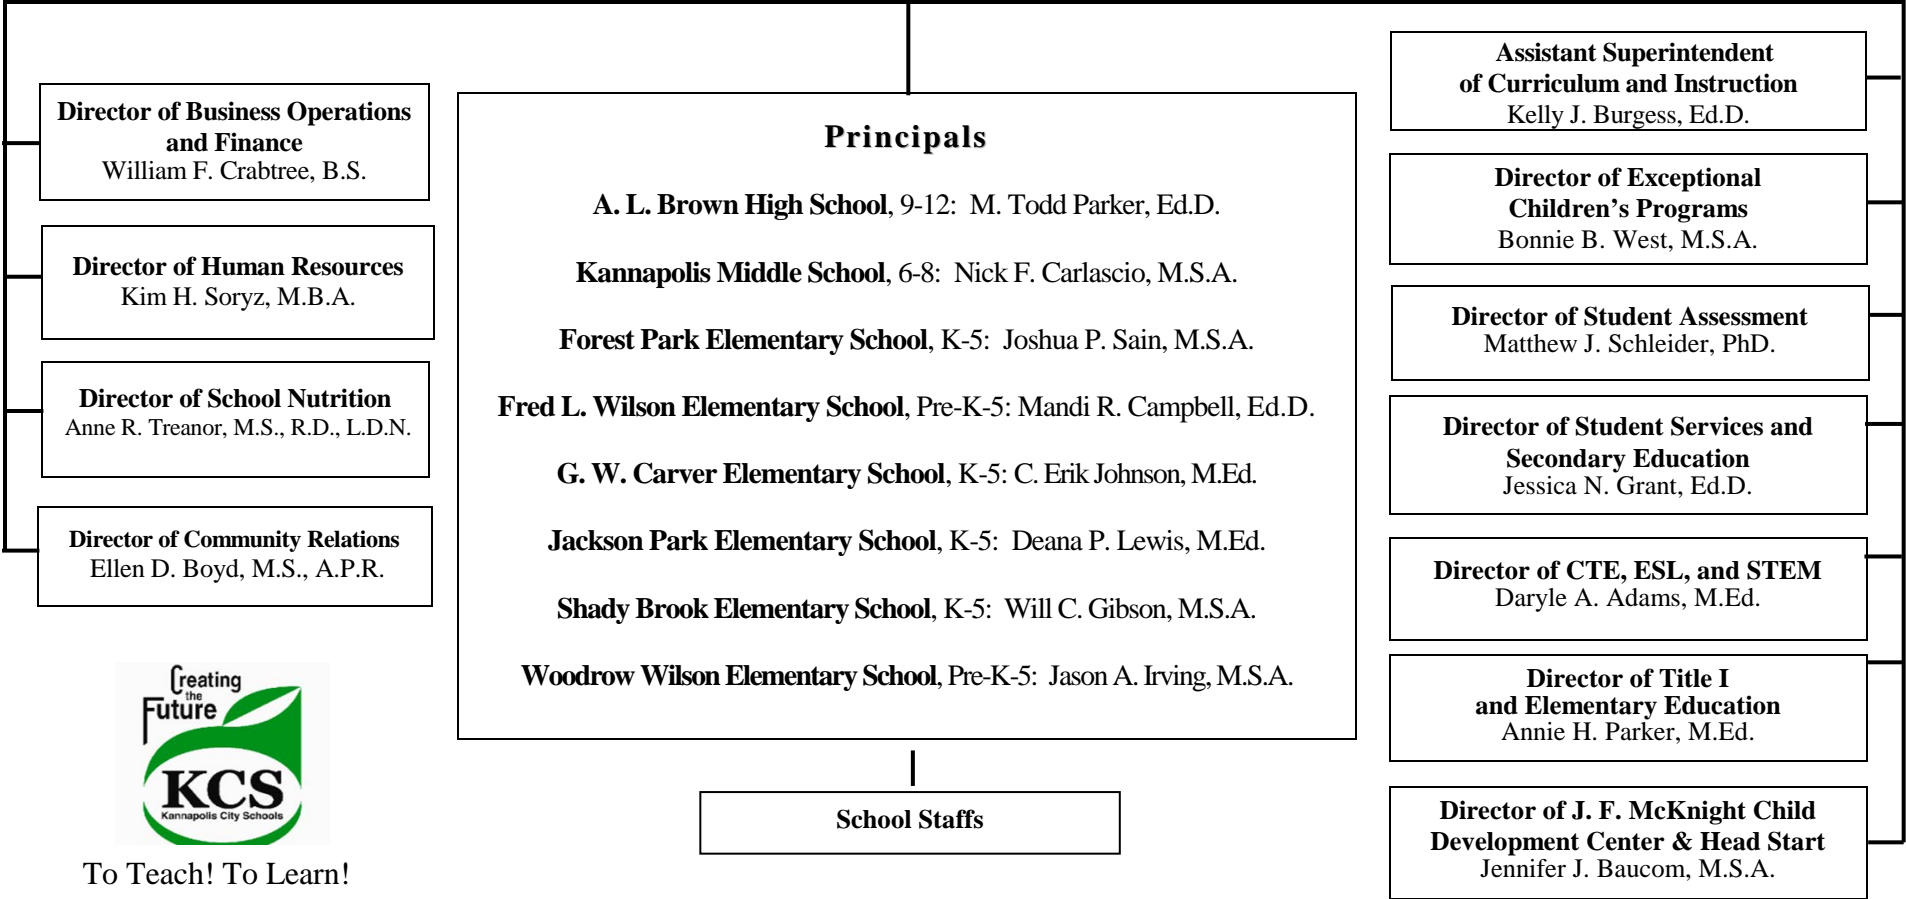 Director of Business Operations
and Finance
William F. Crabtree, B.S.
Director of Human Resources
Kim H. Soryz, M.B.A.
Director of School Nutrition
Anne R. Treanor, M.S., R.D., L.D.N.
Director of Community Relations
Ellen D. Boyd, M.S., A.P.R.
Creating
the
Future
KCS
Kannapolis City Schools
To Teach! To Learn!
Principals
A. L. Brown High School, 9-12: M. Todd Parker, Ed.D.
Kannapolis Middle School, 6-8: Nick F. Carlascio, M.S.A.
Forest Park Elementary School, K-5: Joshua P. Sain, M.S.A.
Fred L. Wilson Elementary School, Pre-K-5: Mandi R. Campbell, Ed.D.
G. W. Carver Elementary School, K-5: C. Erik Johnson, M.Ed.
Jackson Park Elementary School, K-5: Deana P. Lewis, M.Ed.
Shady Brook Elementary School, K-5: Will C. Gibson, M.S.A.
Woodrow Wilson Elementary School, Pre-K-5: Jason A. Irving, M.S.A.
School Staffs
Assistant Superintendent
of Curriculum and Instruction
Kelly J. Burgess, Ed.D.
Director of Exceptional
Children’s Programs
Bonnie B. West, M.S.A.
Director of Student Assessment
Matthew J. Schleider, PhD.
Director of Student Services and
Secondary Education
Jessica N. Grant, Ed.D.
Director of CTE, ESL, and STEM
Daryle A. Adams, M.Ed.
Director of Title I
and Elementary Education
Annie H. Parker, M.Ed.
Director of J. F. McKnight Child
Development Center & Head Start
Jennifer J. Baucom, M.S.A.